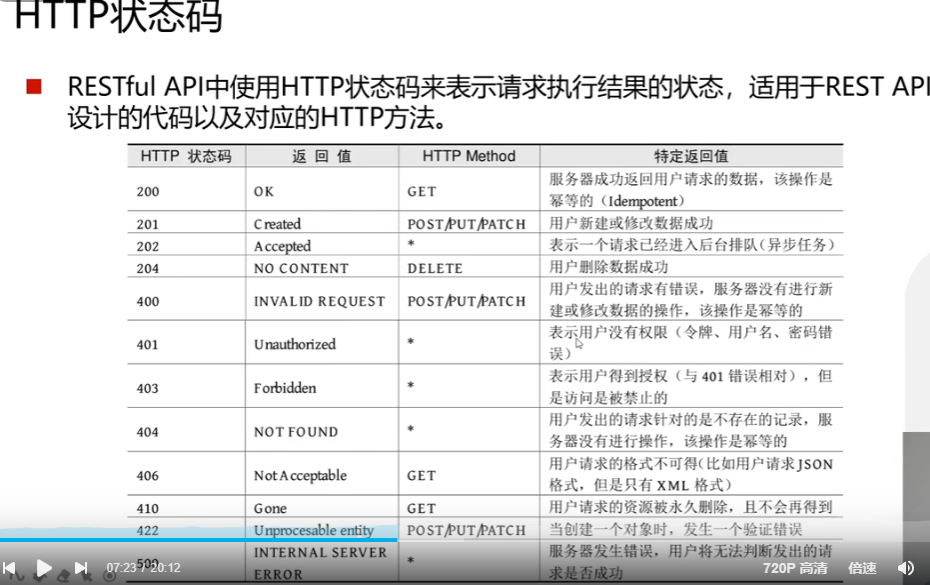 HTTP状态码
RESTful API中使用HTTP状态码来表示请求执行结果的状态，适用于REST API
设计的代码以及对应的HTTP方法。
HTTP 状态码 返 回 值 HTTP Method 特定返回值
200 OK GET 服务器成功返回用户请求的数据，该操作是
幂等的（Idempotent）
201 Created POST/PUT/PATCH 用户新建或修改数据成功
202 Accepted * 表示一个请求已经进入后台排队（异步任务）
204 NO CONTENT DELETE 用户删除数据成功
400 INVALID REQUEST POST/PUT/PATCH 用户发出的请求有错误，服务器没有进行新
建或修改数据的操作，该操作是幂等的
401 Unauthorized * 表示用户没有权限（令牌、用户名、密码错
误）
403 Forbidden * 表示用户得到授权（与 401 错误相对），但
是访问是被禁止的
404 NOT FOUND * 用户发出的请求针对的是不存在的记录，服
务器没有进行操作，该操作是幂等的
406 Not Acceptable GET 用户请求的格式不可得（比如用户请求 JSON
格式，但是只有 XML 格式）
410 Gone GET 用户请求的资源被永久删除，且不会再得到
422 Unprocesable entity POST/PUT/PATCH 当创建一个对象时，发生一个验证错误
500 INTERNAL SERVER
ERROR * 服务器发生错误，用户将无法判断发出的请
求是否成功
07:23 / 20:12 720P 高清 倍速